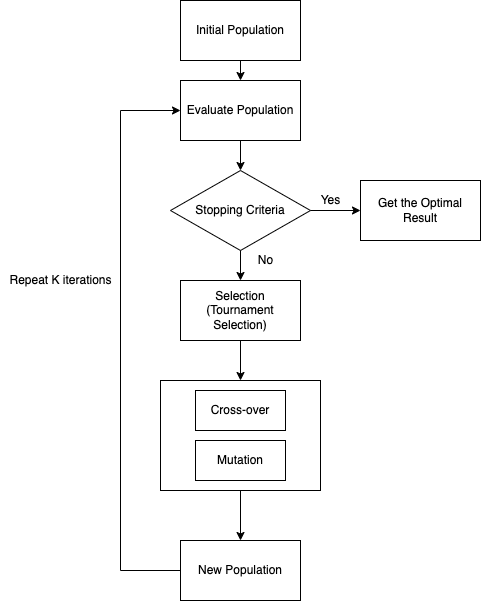 Initial Population
Evaluate Population
Stopping Criteria
Yes
Get the Optimal
Result
No
Repeat K iterations
Selection
(Tournament
Selection)
Cross-over
Mutation
New Population